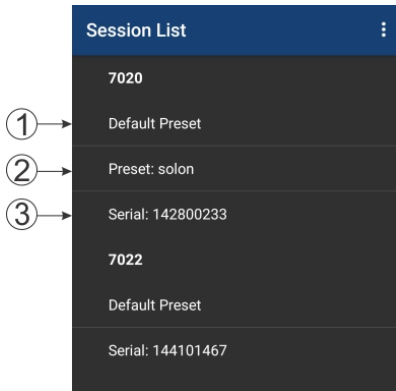 Session List
7020
1 Default Preset
2 Preset: solon
3 Serial: 142800233
7022
Default Preset
Serial: 144101467